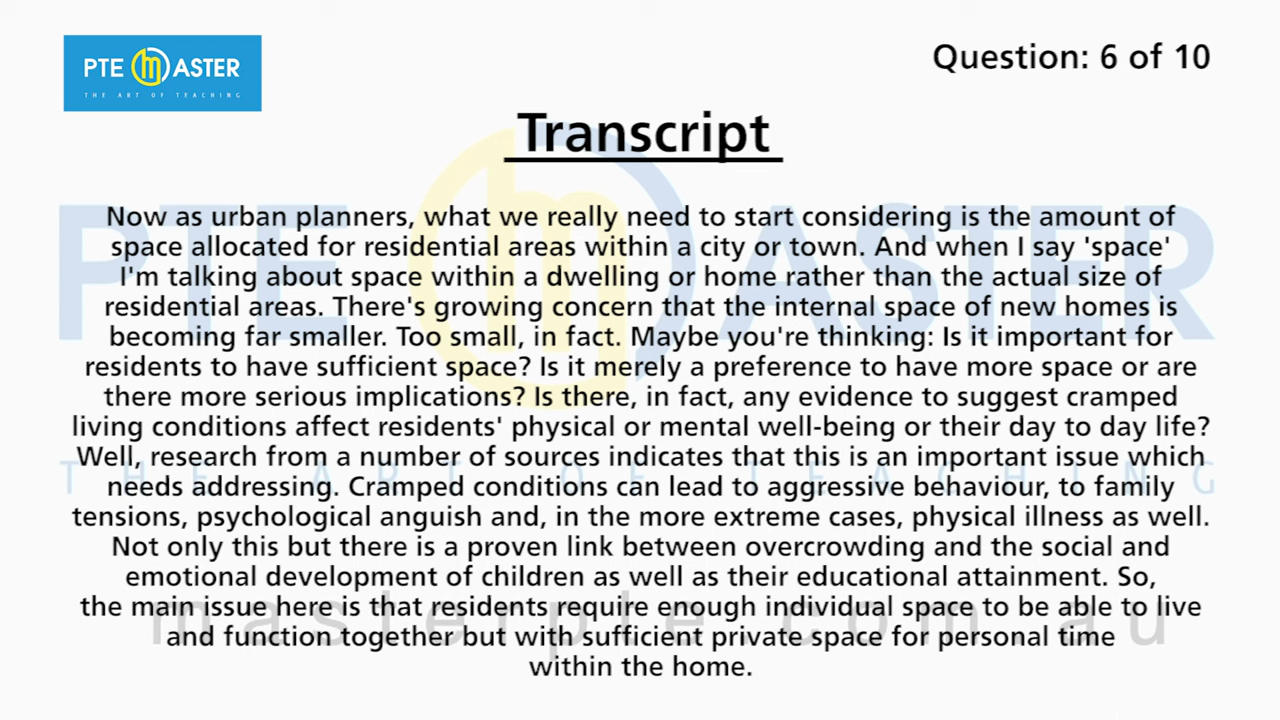 PTE MASTER
THE ART OF TEACHING
Question: 6 of 10
Transcript
Now as urban planners, what we really need to start considering is the amount of
space allocated for residential areas within a city or town. And when I say 'space'
I'm talking about space within a dwelling or home rather than the actual size of
residential areas. There's growing concern that the internal space of new homes is
becoming far smaller. Too small, in fact. Maybe you're thinking: Is it important for
residents to have sufficient space? Is it merely a preference to have more space or are
there more serious implications? Is there, in fact, any evidence to suggest cramped
living conditions affect residents' physical or mental well-being or their day to day life?
Well, research from a number of sources indicates that this is an important issue which
needs addressing. Cramped conditions can lead to aggressive behaviour, to family
tensions, psychological anguish and, in the more extreme cases, physical illness as well.
Not only this but there is a proven link between overcrowding and the social and
emotional development of children as well as their educational attainment. So,
the main issue here is that residents require enough individual space to be able to live
and function together but with sufficient private space for personal time
within the home.
PTE MASTER
THE ART OF TEACHING
masterpte.com.au